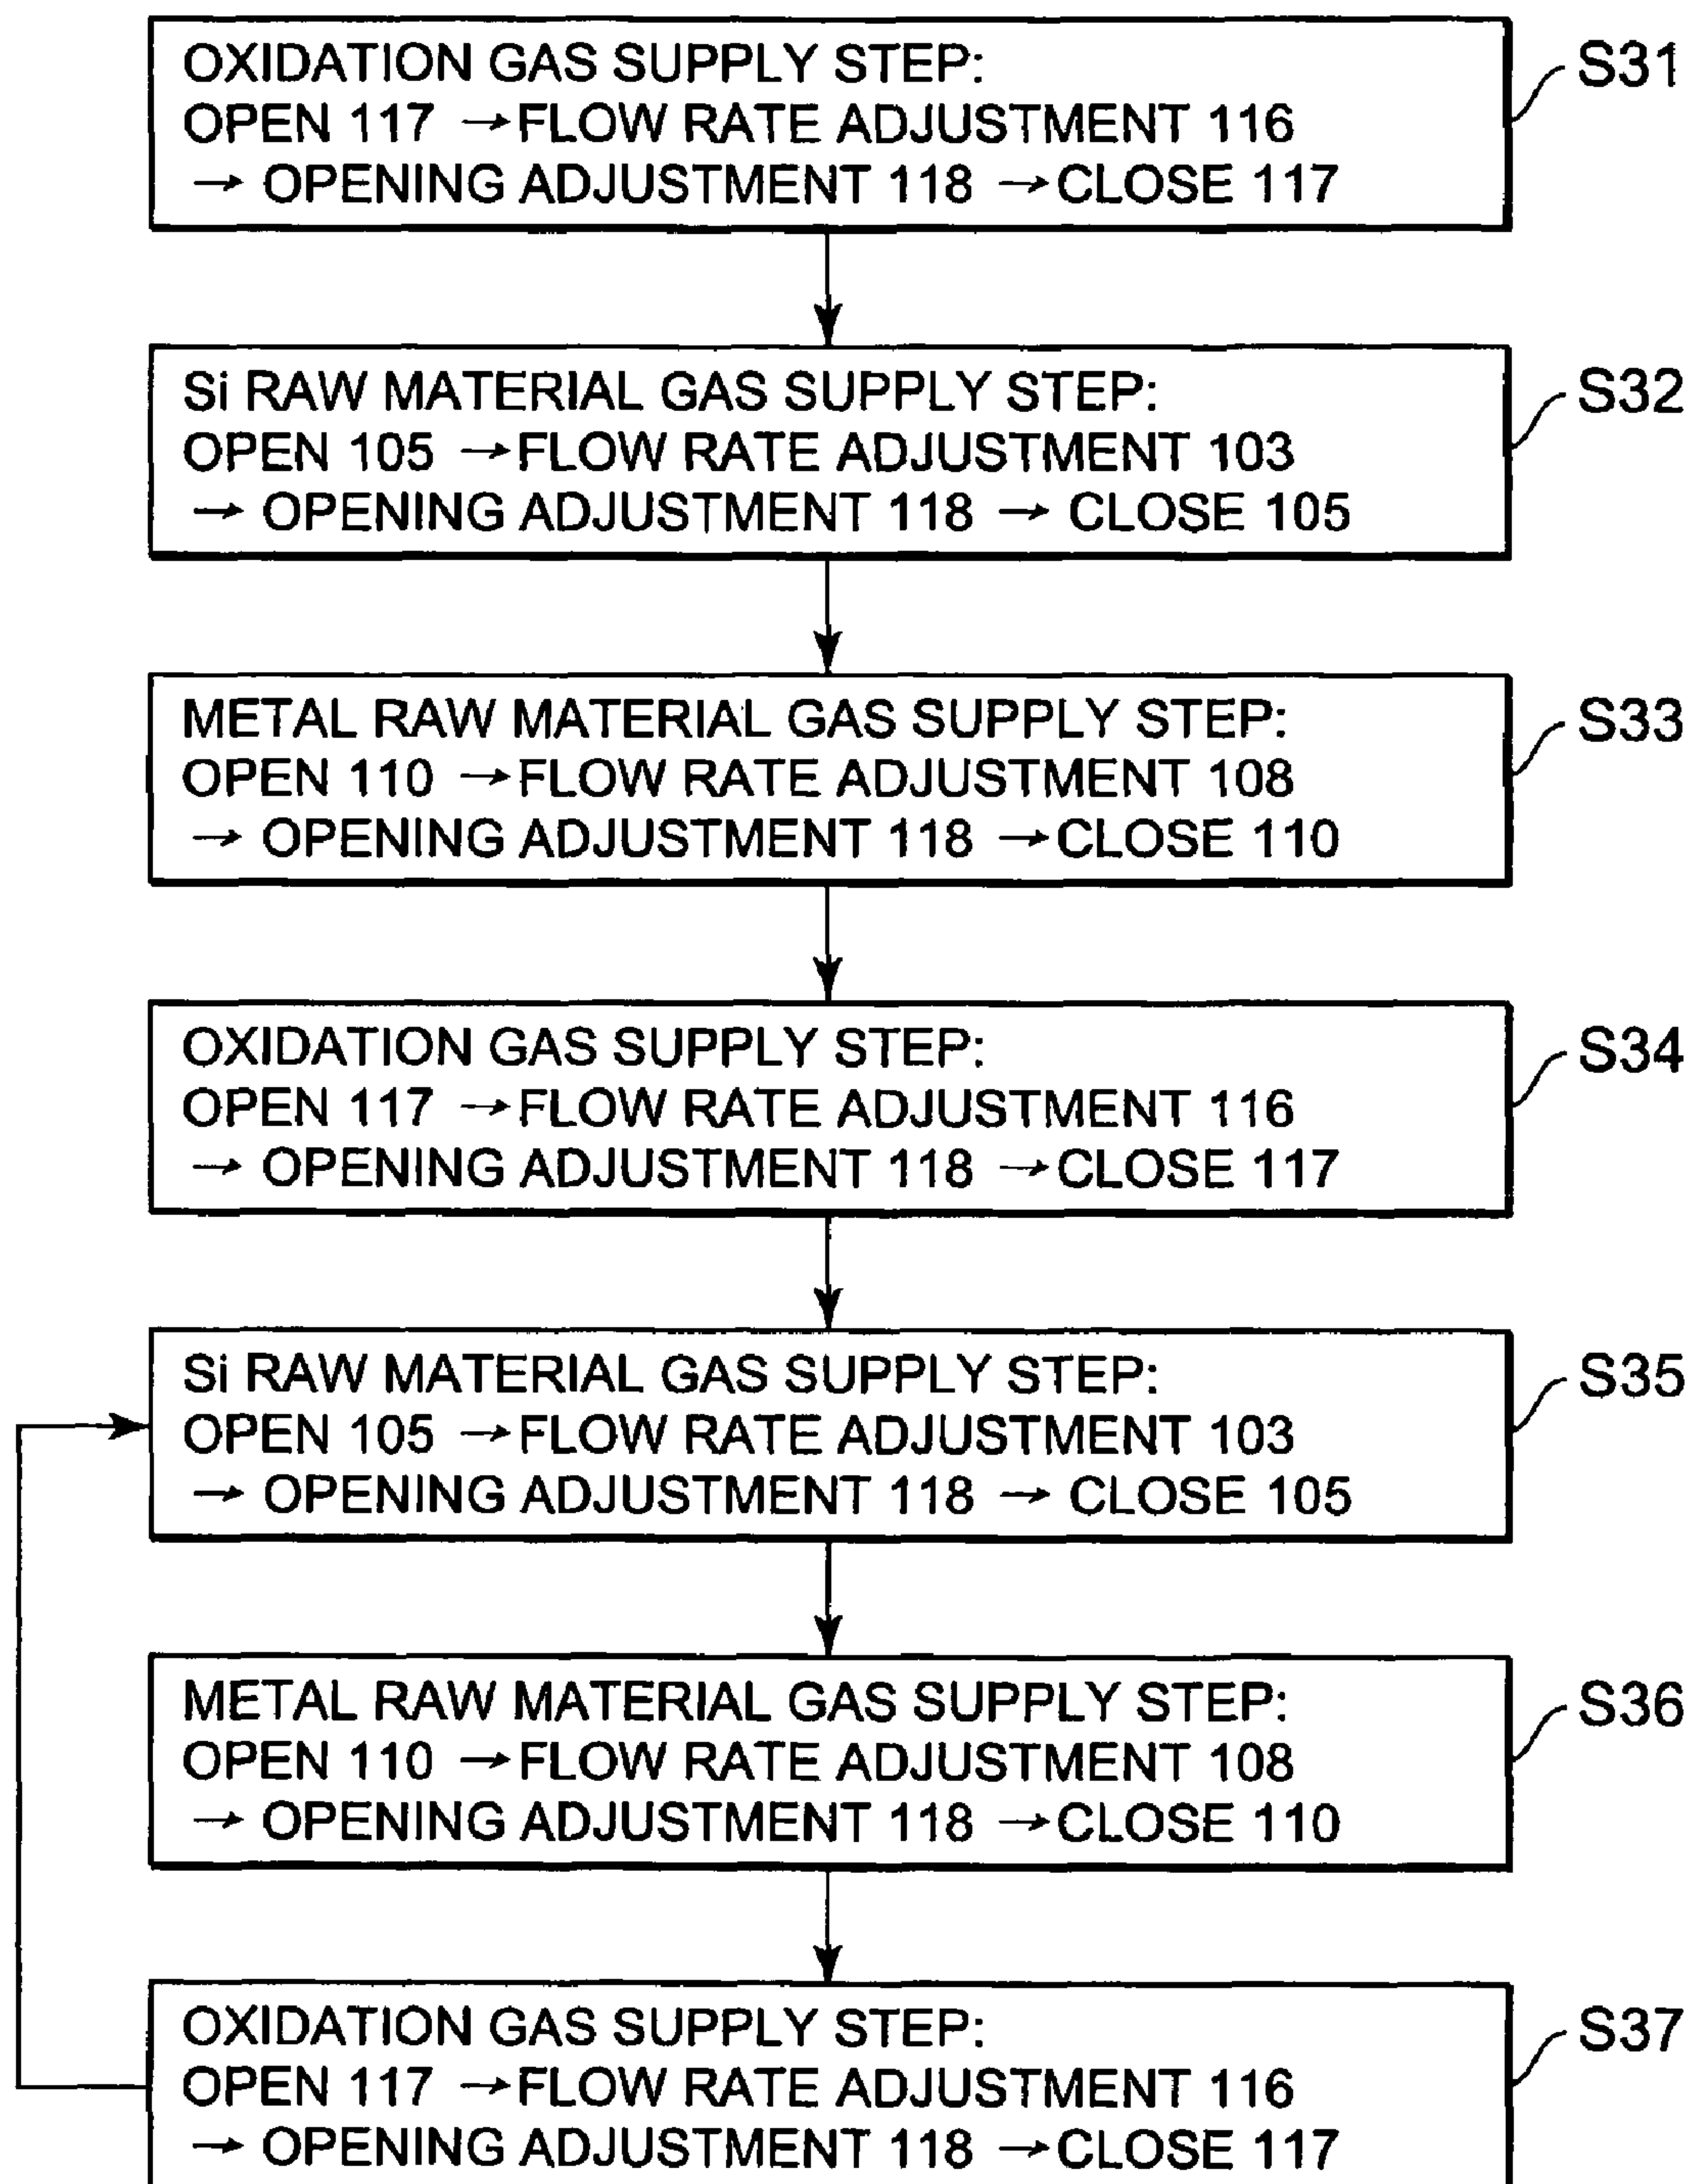 OXIDATION GAS SUPPLY STEP:
OPEN 117 → FLOW RATE ADJUSTMENT 116
→ OPENING ADJUSTMENT 118 → CLOSE 117
S31
Si RAW MATERIAL GAS SUPPLY STEP:
OPEN 105 → FLOW RATE ADJUSTMENT 103
→ OPENING ADJUSTMENT 118 → CLOSE 105
S32
METAL RAW MATERIAL GAS SUPPLY STEP:
OPEN 110 → FLOW RATE ADJUSTMENT 108
→ OPENING ADJUSTMENT 118 → CLOSE 110
S33
OXIDATION GAS SUPPLY STEP:
OPEN 117 → FLOW RATE ADJUSTMENT 116
→ OPENING ADJUSTMENT 118 → CLOSE 117
S34
Si RAW MATERIAL GAS SUPPLY STEP:
OPEN 105 → FLOW RATE ADJUSTMENT 103
→ OPENING ADJUSTMENT 118 → CLOSE 105
S35
METAL RAW MATERIAL GAS SUPPLY STEP:
OPEN 110 → FLOW RATE ADJUSTMENT 108
→ OPENING ADJUSTMENT 118 → CLOSE 110
S36
OXIDATION GAS SUPPLY STEP:
OPEN 117 → FLOW RATE ADJUSTMENT 116
→ OPENING ADJUSTMENT 118 → CLOSE 117
S37